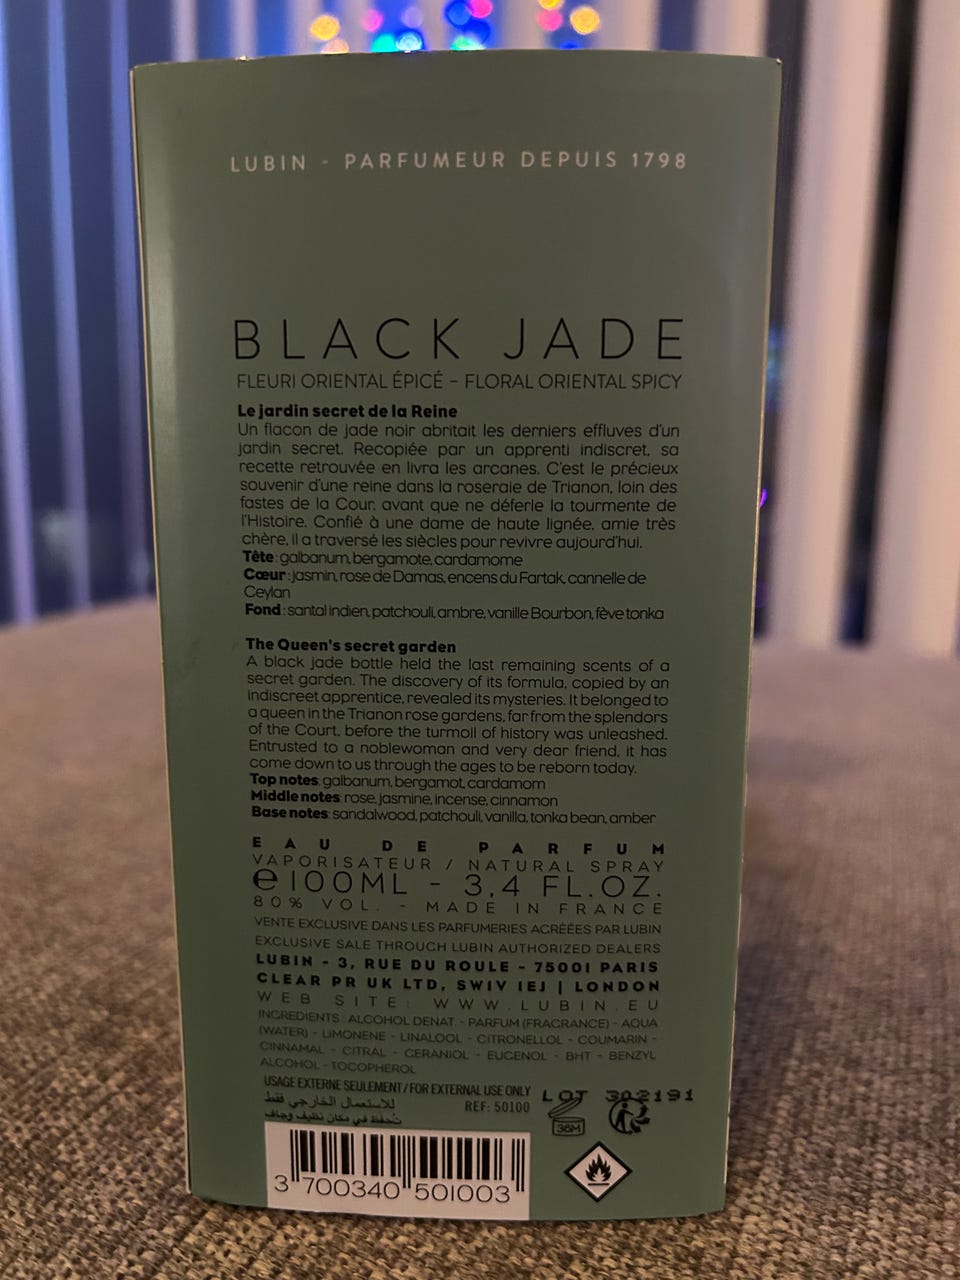 LUBIN - PARFUMEUR DEPUIS 1798
BLACK JADE
FLEURI ORIENTAL ÉPICÉ - FLORAL ORIENTAL SPICY
Le jardin secret de la Reine
Un flacon de jade noir abritait les derniers effluves d'un
jardin secret. Recopiée par un apprenti indiscret, sa
recette retrouvée en livra les arcanes. C'est le précieux
souvenir d'une reine dans la roseraie de Trianon, loin des
fastes de la Cour, avant que ne déferle la tourmente de
l'Histoire. Confié à une dame de haute lignée, amie très
chère, il a traversé les siècles pour revivre aujourd'hui.
Tête : galbanum, bergamote, cardamome
Cœur : jasmin, rose de Damas, encens du Fartak, cannelle de
Ceylan
Fond : santal indien, patchouli, ambre, vanille Bourbon, fève tonka
The Queen's secret garden
A black jade bottle held the last remaining scents of a
secret garden. The discovery of its formula, copied by an
indiscreet apprentice, revealed its mysteries. It belonged to
a queen in the Trianon rose gardens, far from the splendors
of the Court, before the turmoil of history was unleashed.
Entrusted to a noblewoman and very dear friend, it has
come down to us through the ages to be reborn today.
Top notes: galbanum, bergamot, cardamom
Middle notes: rose, jasmine, incense, cinnamon
Base notes: sandalwood, patchouli, vanilla, tonka bean, amber
EAU DE PARFUM
VAPORISATEUR / NATURAL SPRAY
℮ 100ML - 3,4 FL.OZ.
80% VOL. - MADE IN FRANCE
VENTE EXCLUSIVE DANS LES PARFUMERIES AGRÉÉES PAR LUBIN
EXCLUSIVE SALE THROUGH LUBIN AUTHORIZED DEALERS
LUBIN - 3, RUE DU ROULE - 75001 PARIS
CLEAR PR UK LTD, SW1V 1EJ | LONDON
WEB SITE: WWW.LUBIN.EU
INGREDIENTS : ALCOHOL DENAT. - PARFUM (FRAGRANCE) - AQUA
(WATER) - LIMONENE - LINALOOL - CITRONELLOL - COUMARIN -
CINNAMAL - CITRAL - GERANIOL - EUGENOL - BHT - BENZYL
ALCOHOL - TOCOPHEROL
USAGE EXTERNE SEULEMENT / FOR EXTERNAL USE ONLY
للاستعمال الخارجي فقط
REF: 50100
تُحفظ في مكان نظيف وجاف
LOT 302191
36M
3 700340 501003